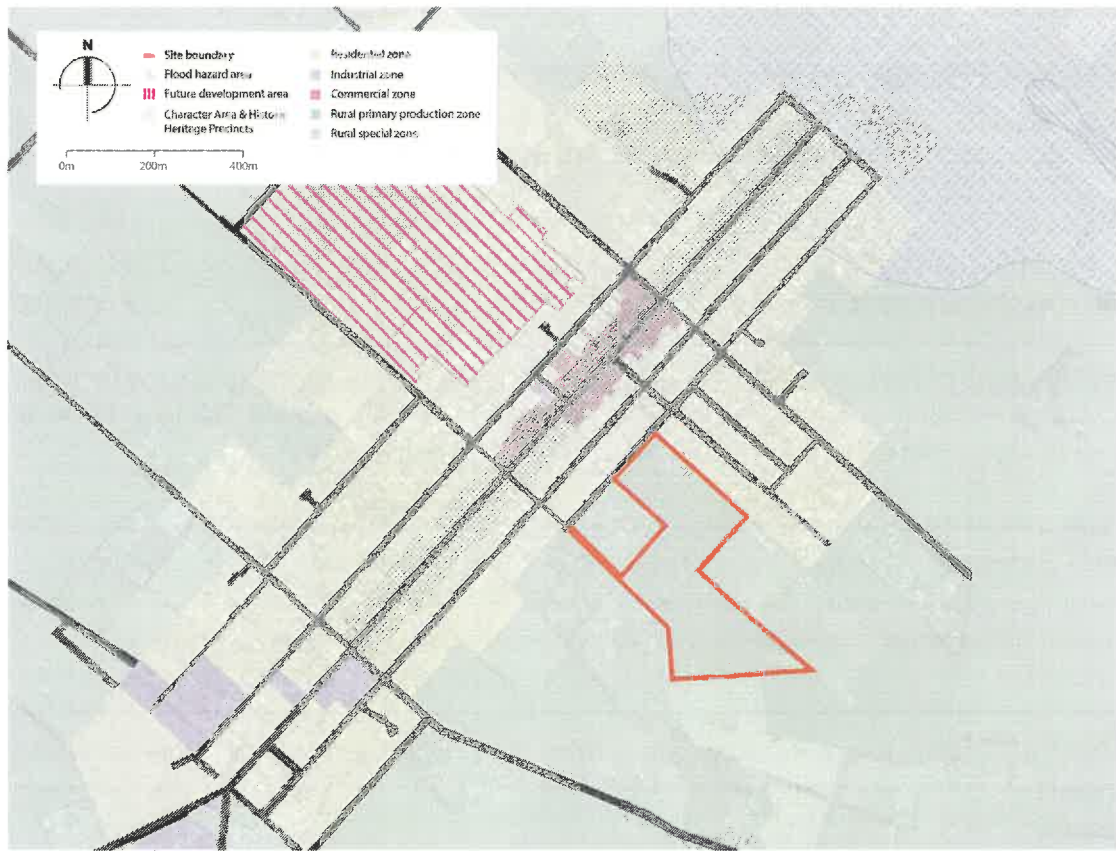 N
Site boundary
Flood hazard area
Future development area
Character Area & Historic
Heritage Precincts
Residential zone
Industrial zone
Commercial zone
Rural primary production zone
Rural special zone
0m 200m 400m